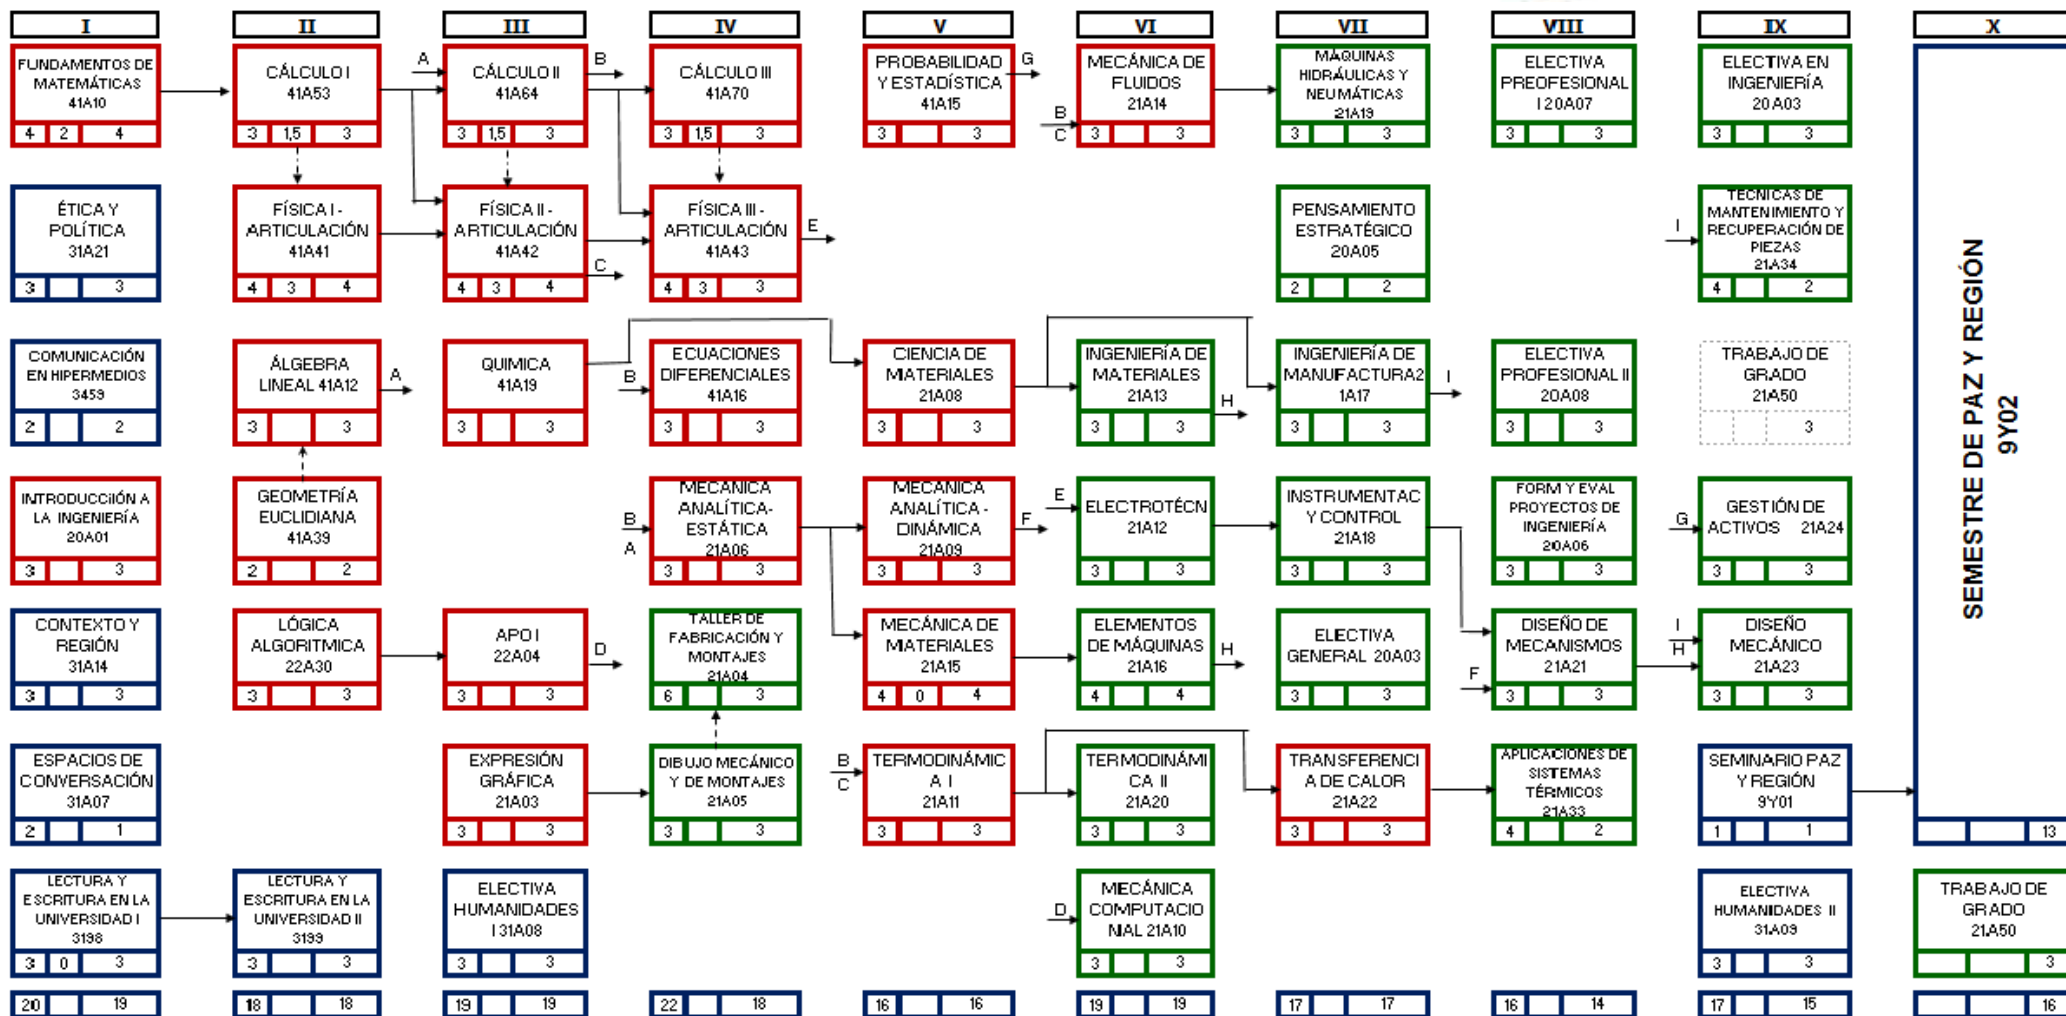 I
II
III
IV
V
VI
VII
VIII
IX
X
FUNDAMENTOS DE
MATEMÁTICAS
41A10
4 2 4
CÁLCULO I
41A53
3 1,5 3
A
CÁLCULO II
41A64
3 1,5 3
B
CÁLCULO III
41A70
3 1,5 3
PROBABILIDAD
Y ESTADÍSTICA
41A15
3 3
G
B
C
MECÁNICA DE
FLUIDOS
21A14
3 3
MÁQUINAS
HIDRÁULICAS Y
NEUMÁTICAS
21A19
3 3
ELECTIVA
PREOFESIONAL
I 20A07
3 3
ELECTIVA EN
INGENIERÍA
20A03
3 3
ÉTICA Y
POLÍTICA
31A21
3 3
FÍSICA I -
ARTICULACIÓN
41A41
4 3 4
FÍSICA II -
ARTICULACIÓN
41A42
4 3 4
C
FÍSICA III -
ARTICULACIÓN
41A43
4 3 3
E
PENSAMIENTO
ESTRATÉGICO
20A05
2 2
I
TECNICAS DE
MANTENIMIENTO Y
RECUPERACIÓN DE
PIEZAS
21A34
4 2
COMUNICACIÓN
EN HIPERMEDIOS
3459
2 2
ÁLGEBRA
LINEAL 41A12
3 3
A
QUIMICA
41A19
3 3
B
ECUACIONES
DIFERENCIALES
41A16
3 3
CIENCIA DE
MATERIALES
21A08
3 3
INGENIERÍA DE
MATERIALES
21A13
3 3
H
INGENIERÍA DE
MANUFACTURA2
1A17
3 3
I
ELECTIVA
PROFESIONAL II
20A08
3 3
TRABAJO DE
GRADO
21A50
3
INTRODUCCIIÓN A
LA INGENIERÍA
20A01
3 3
GEOMETRÍA
EUCLIDIANA
41A39
2 2
B
A
MECÁNICA
ANALÍTICA-
ESTÁTICA
21A06
3 3
MECÁNICA
ANALÍTICA -
DINÁMICA
21A09
3 3
F
E
ELECTROTÉCN
21A12
3 3
INSTRUMENTAC
Y CONTROL
21A18
3 3
FORM Y EVAL
PROYECTOS DE
INGENIERÍA
20A06
3 3
G
GESTIÓN DE
ACTIVOS 21A24
3 3
CONTEXTO Y
REGIÓN
31A14
3 3
LÓGICA
ALGORITMICA
22A30
3 3
APO I
22A04
3 3
D
TALLER DE
FABRICACIÓN Y
MONTAJES
21A04
6 3
MECÁNICA DE
MATERIALES
21A15
4 0 4
ELEMENTOS
DE MÁQUINAS
21A16
4 4
H
ELECTIVA
GENERAL 20A03
3 3
F
DISEÑO DE
MECANISMOS
21A21
3 3
I
H
DISEÑO
MECÁNICO
21A23
3 3
ESPACIOS DE
CONVERSACIÓN
31A07
2 1
EXPRESIÓN
GRÁFICA
21A03
3 3
DIBUJO MECÁNICO
Y DE MONTAJES
21A05
3 3
B
C
TERMODINÁMIC
A I
21A11
3 3
TERMODINÁMI
CA II
21A20
3 3
TRANSFERENCI
A DE CALOR
21A22
3 3
APLICACIONES DE
SISTEMAS
TÉRMICOS
21A33
4 2
SEMINARIO PAZ
Y REGIÓN
9Y01
1 1
SEMESTRE DE PAZ Y REGIÓN
9Y02
13
LECTURA Y
ESCRITURA EN LA
UNIVERSIDAD I
3198
3 0 3
LECTURA Y
ESCRITURA EN LA
UNIVERSIDAD II
3199
3 3
ELECTIVA
HUMANIDADES
I 31A08
3 3
D
MECÁNICA
COMPUTACIO
NIAL 21A10
3 3
ELECTIVA
HUMANIDADES II
31A09
3 3
TRABAJO DE
GRADO
21A50
3
20 19
18 18
19 19
22 18
16 16
19 19
17 17
16 14
17 15
16